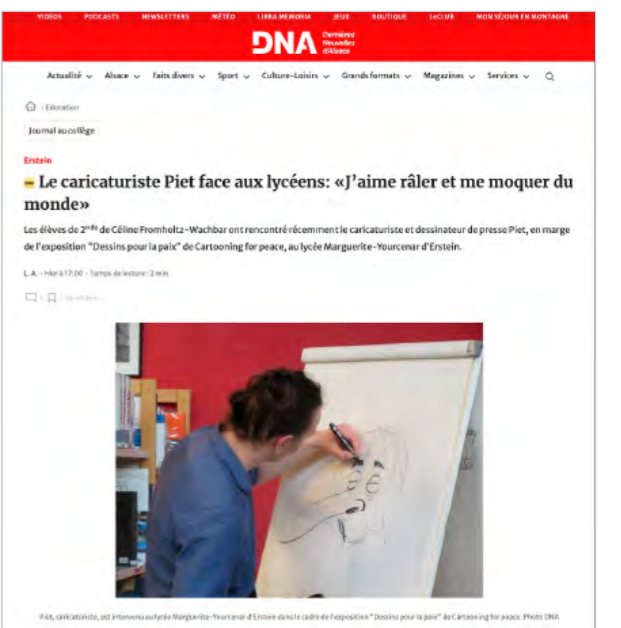 VIDÉOS PODCASTS NEWSLETTERS MÉTÉO LIBRA MEMORIA JEUX BOUTIQUE LeCLUB MON SÉJOUR EN MONTAGNE
DNA Dernières
Nouvelles
d'Alsace
Actualité Alsace Faits divers Sport Culture-Loisirs Grands formats Magazines Services
Éducation
Journal au collège
Erstein
Le caricaturiste Piet face aux lycéens: «J'aime râler et me moquer du
monde»
Les élèves de 2nde de Céline Fromholtz-Wachbar ont rencontré récemment le caricaturiste et dessinateur de presse Piet, en marge
de l'exposition "Dessins pour la paix" de Cartooning for peace, au lycée Marguerite-Yourcenar d'Erstein.
L. A. - Hier à 17:00 - Temps de lecture : 2 min
Piet, caricaturiste, est intervenu au lycée Marguerite-Yourcenar d'Erstein dans le cadre de l'exposition "Dessins pour la paix" de Cartooning for peace. Photo DNA